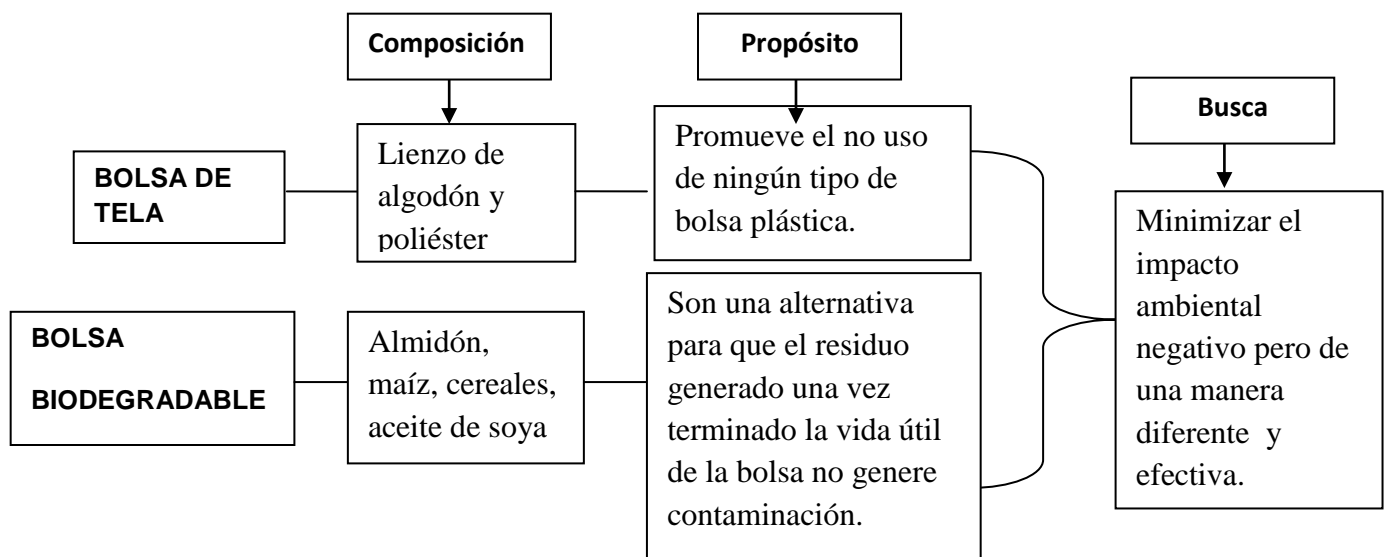 Composición
Propósito
Busca
BOLSA DE
TELA
Lienzo de
algodón y
poliéster
Promueve el no uso
de ningún tipo de
bolsa plástica.
BOLSA
BIODEGRADABLE
Almidón,
maíz, cereales,
aceite de soya
Son una alternativa
para que el residuo
generado una vez
terminado la vida útil
de la bolsa no genere
contaminación.
Minimizar el
impacto
ambiental
negativo pero de
una manera
diferente y
efectiva.